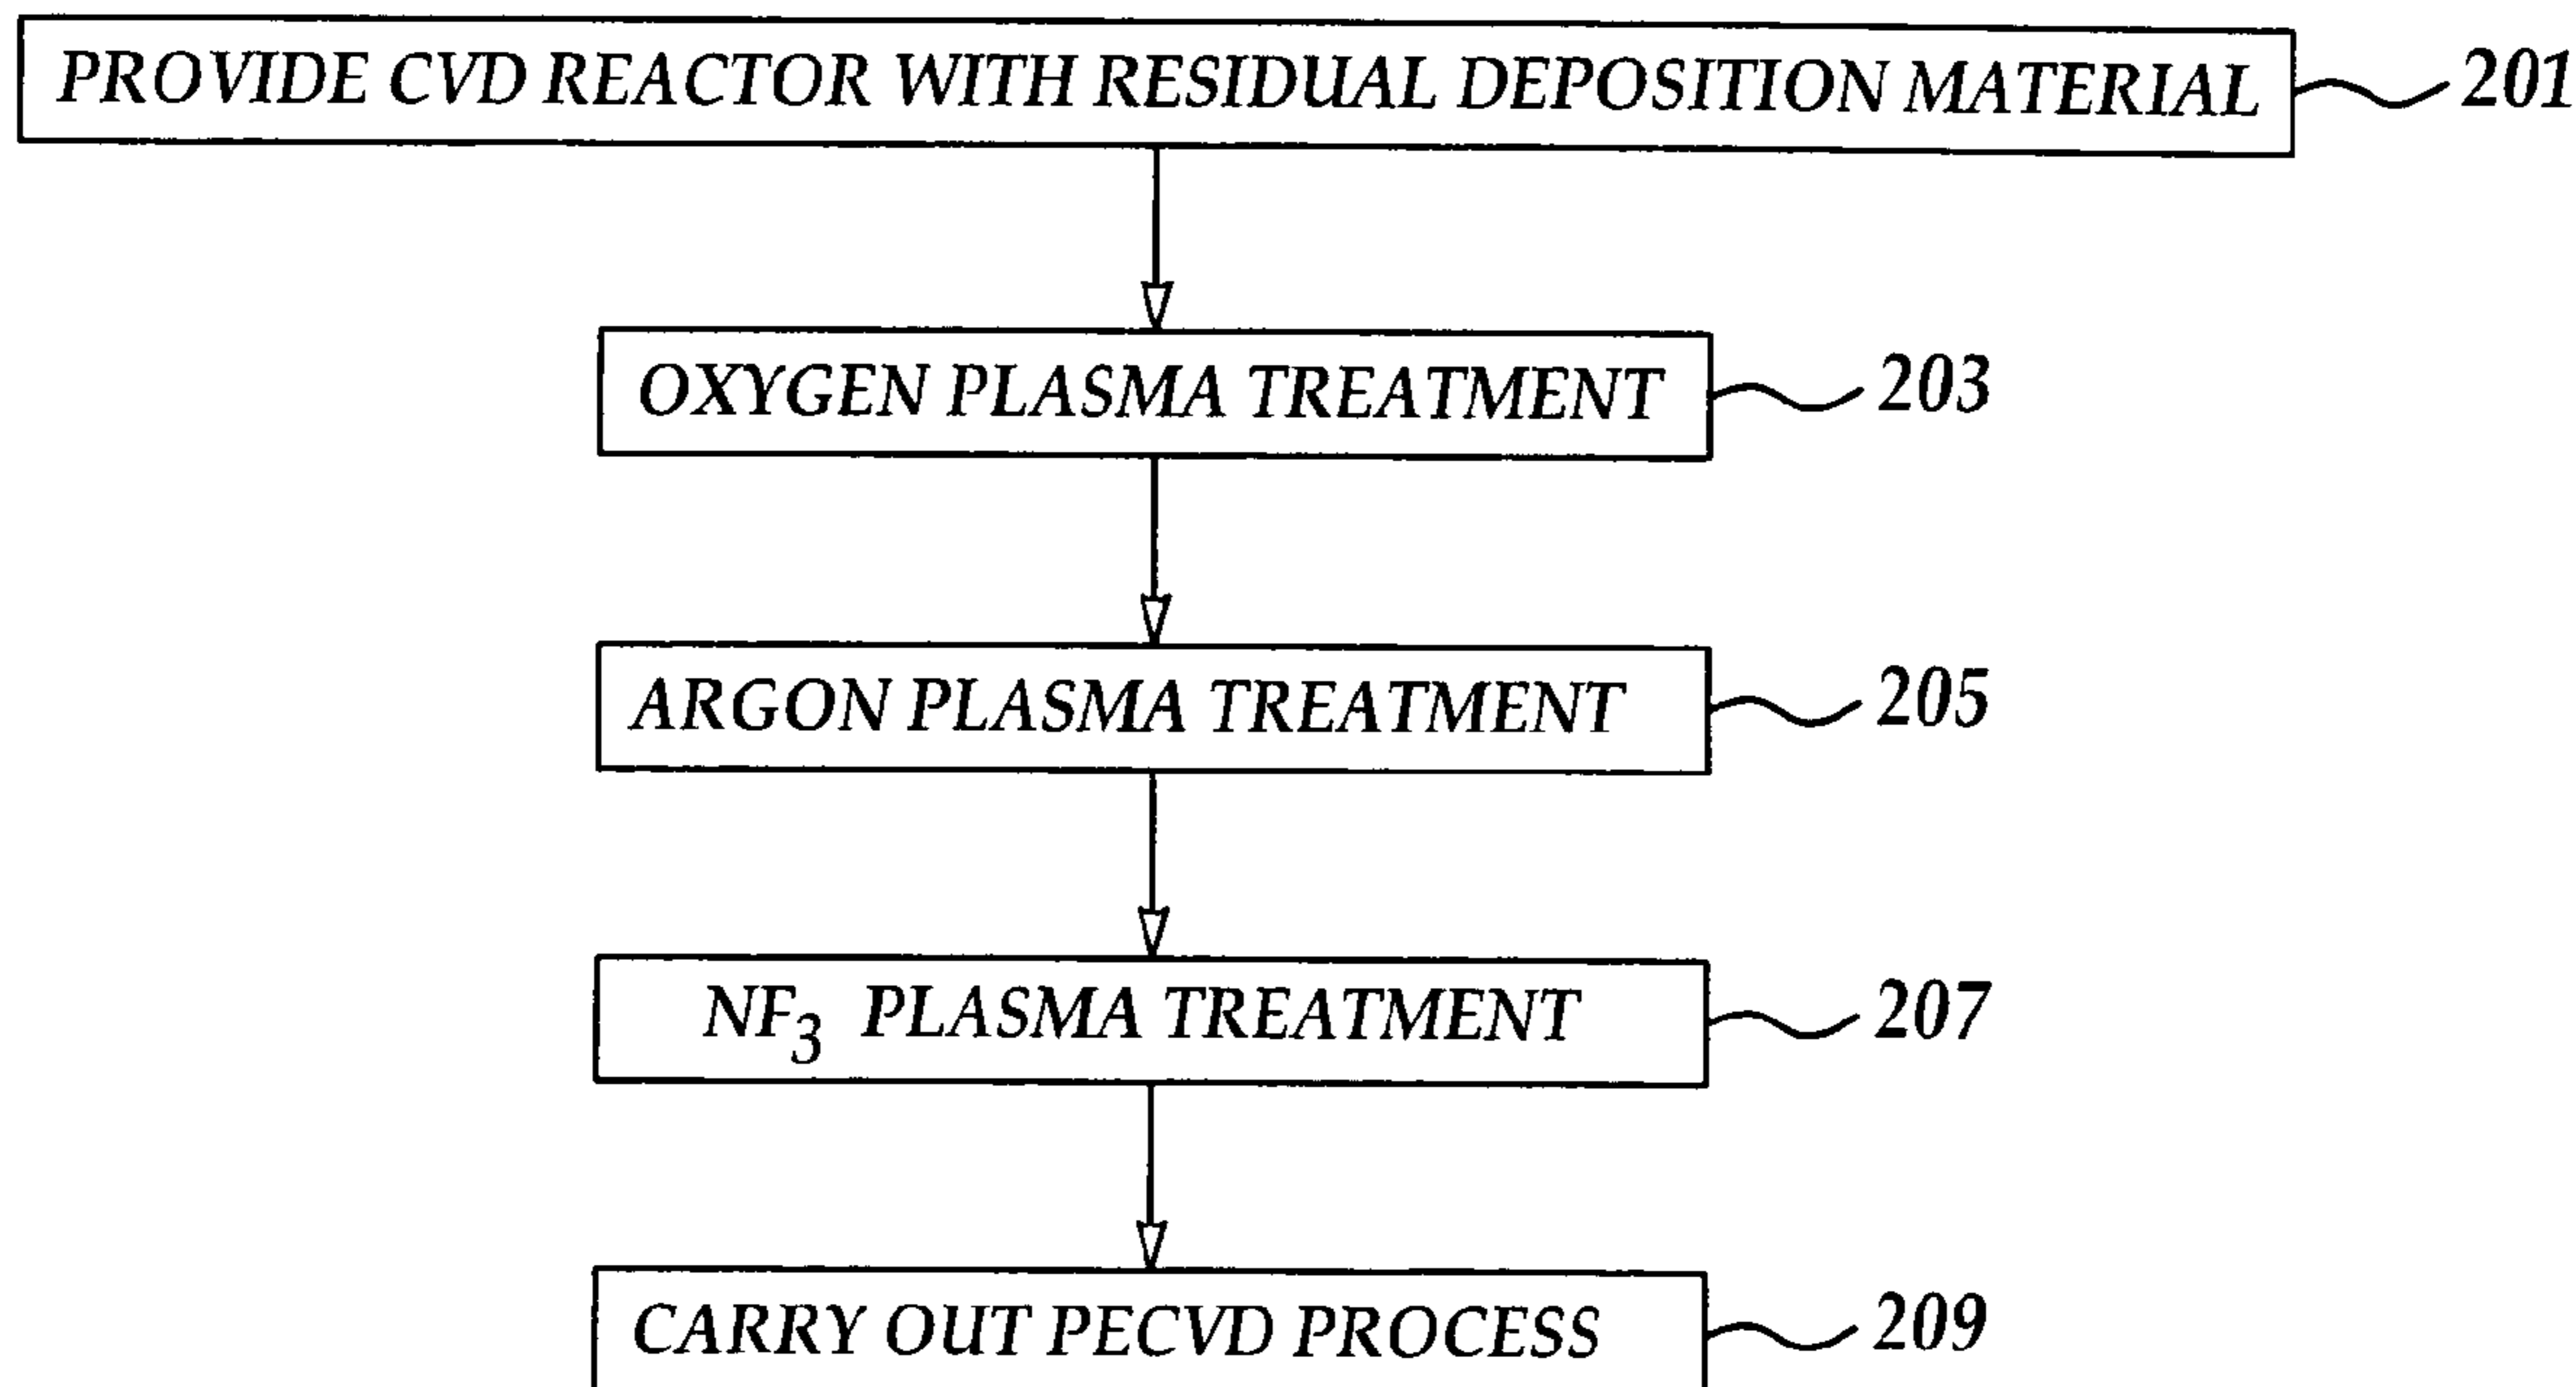 PROVIDE CVD REACTOR WITH RESIDUAL DEPOSITION MATERIAL 201
OXYGEN PLASMA TREATMENT 203
ARGON PLASMA TREATMENT 205
NF3 PLASMA TREATMENT 207
CARRY OUT PECVD PROCESS 209